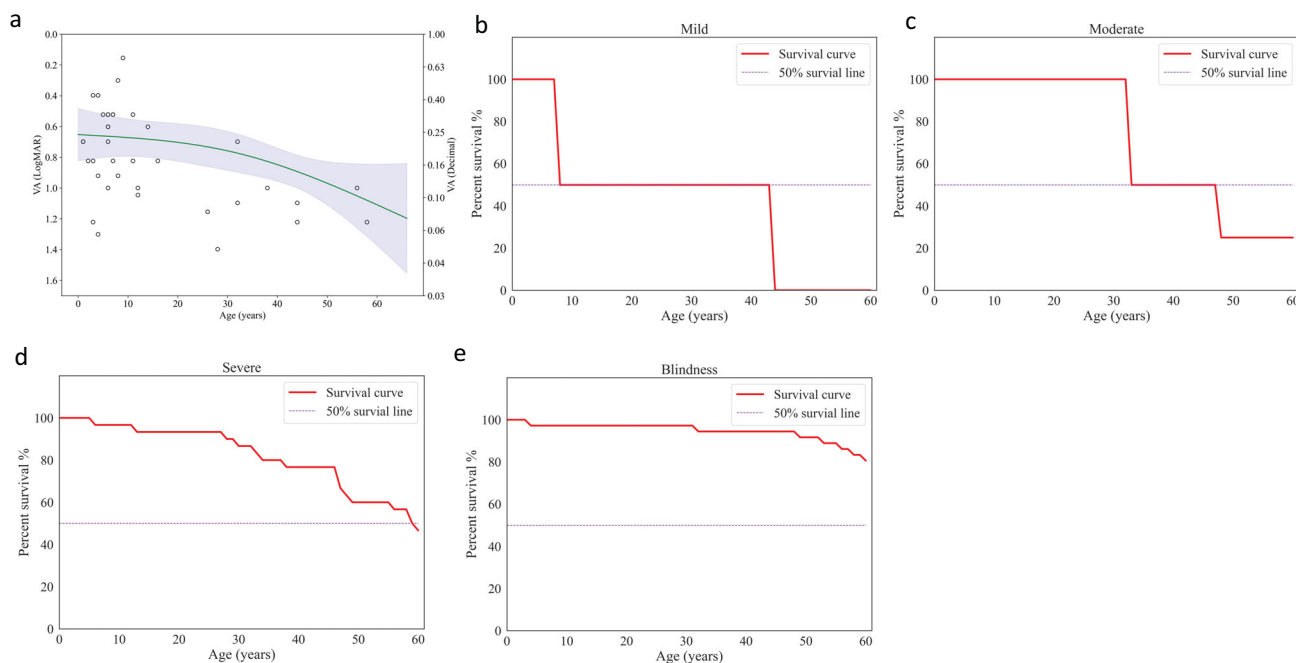 a
0.0
0.2
0.4
0.6
0.8
1.0
1.2
1.4
1.6
VA (LogMAR)
0 10 20 30 40 50 60
Age (years)
1.00
0.63
0.40
0.25
0.16
0.10
0.06
0.04
0.03
VA (Decimal)
b
Mild
Survival curve
50% survial line
100
80
60
40
20
0
Percent survival %
0 10 20 30 40 50 60
Age (years)
c
Moderate
Survival curve
50% survial line
100
80
60
40
20
0
Percent survival %
0 10 20 30 40 50 60
Age (years)
d
Severe
Survival curve
50% survial line
100
80
60
40
20
0
Percent survival %
0 10 20 30 40 50 60
Age (years)
e
Blindness
Survival curve
50% survial line
100
80
60
40
20
0
Percent survival %
0 10 20 30 40 50 60
Age (years)